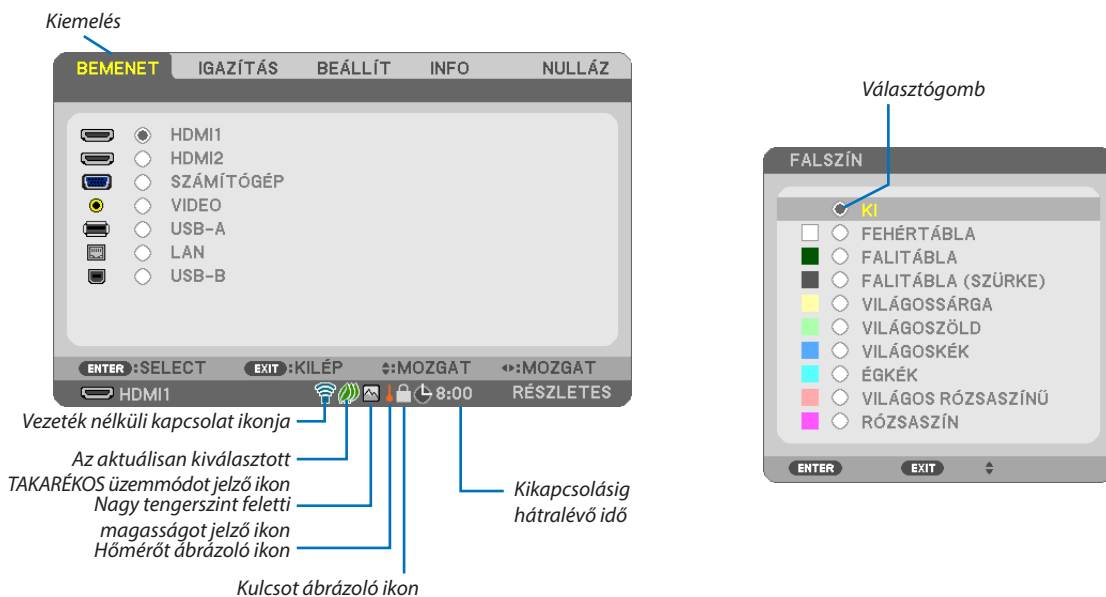 Kiemelés
BEMENET IGAZÍTÁS BEÁLLÍT INFO NULLÁZ
HDMI1
HDMI2
SZÁMÍTÓGÉP
VIDEO
USB-A
LAN
USB-B
ENTER :SELECT EXIT :KILÉP :MOZGAT :MOZGAT
HDMI1 8:00 RÉSZLETES
Vezeték nélküli kapcsolat ikonja
Az aktuálisan kiválasztott
TAKARÉKOS üzemmódot jelző ikon
Nagy tengerszint feletti
magasságot jelző ikon
Hőmérőt ábrázoló ikon
Kulcsot ábrázoló ikon
Kikapcsolásig
hátralévő idő
Választógomb
FALSZÍN
KI
FEHÉRTÁBLA
FALITÁBLA
FALITÁBLA (SZÜRKE)
VILÁGOSSÁRGA
VILÁGOSZÖLD
VILÁGOSKÉK
ÉGKÉK
VILÁGOS RÓZSASZÍNŰ
RÓZSASZÍN
ENTER EXIT